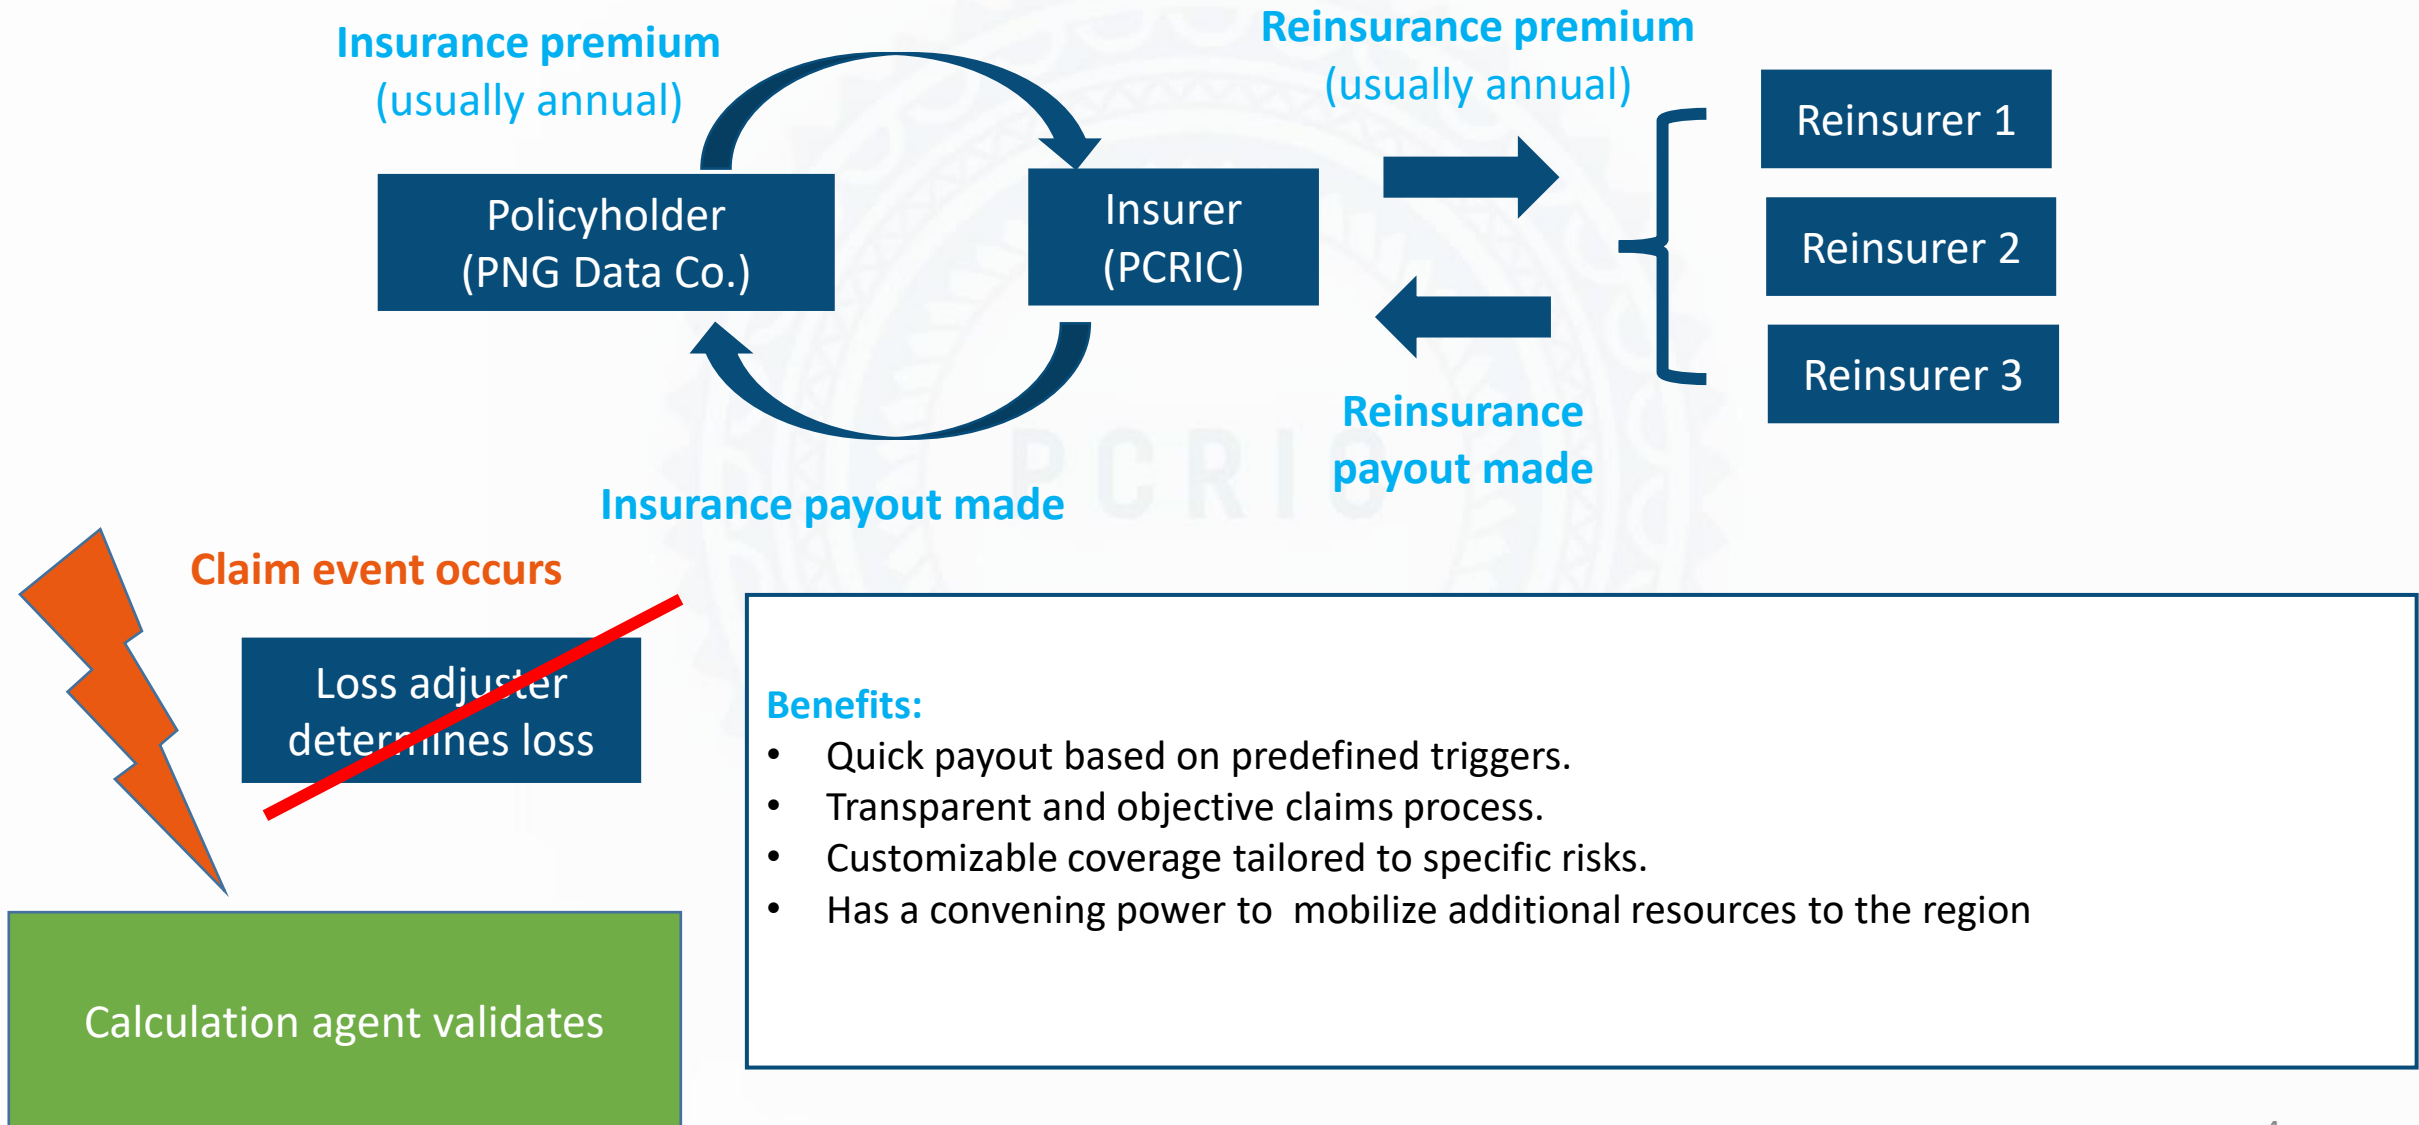 Insurance premium
(usually annual)
Reinsurance premium
(usually annual)
Policyholder
(PNG Data Co.)
Insurer
(PCRIC)
Reinsurer 1
Reinsurer 2
Reinsurer 3
Reinsurance
payout made
Insurance payout made
PCRIC
Claim event occurs
Loss adjuster
determines loss
Calculation agent validates
Benefits:
• Quick payout based on predefined triggers.
• Transparent and objective claims process.
• Customizable coverage tailored to specific risks.
• Has a convening power to  mobilize additional resources to the region